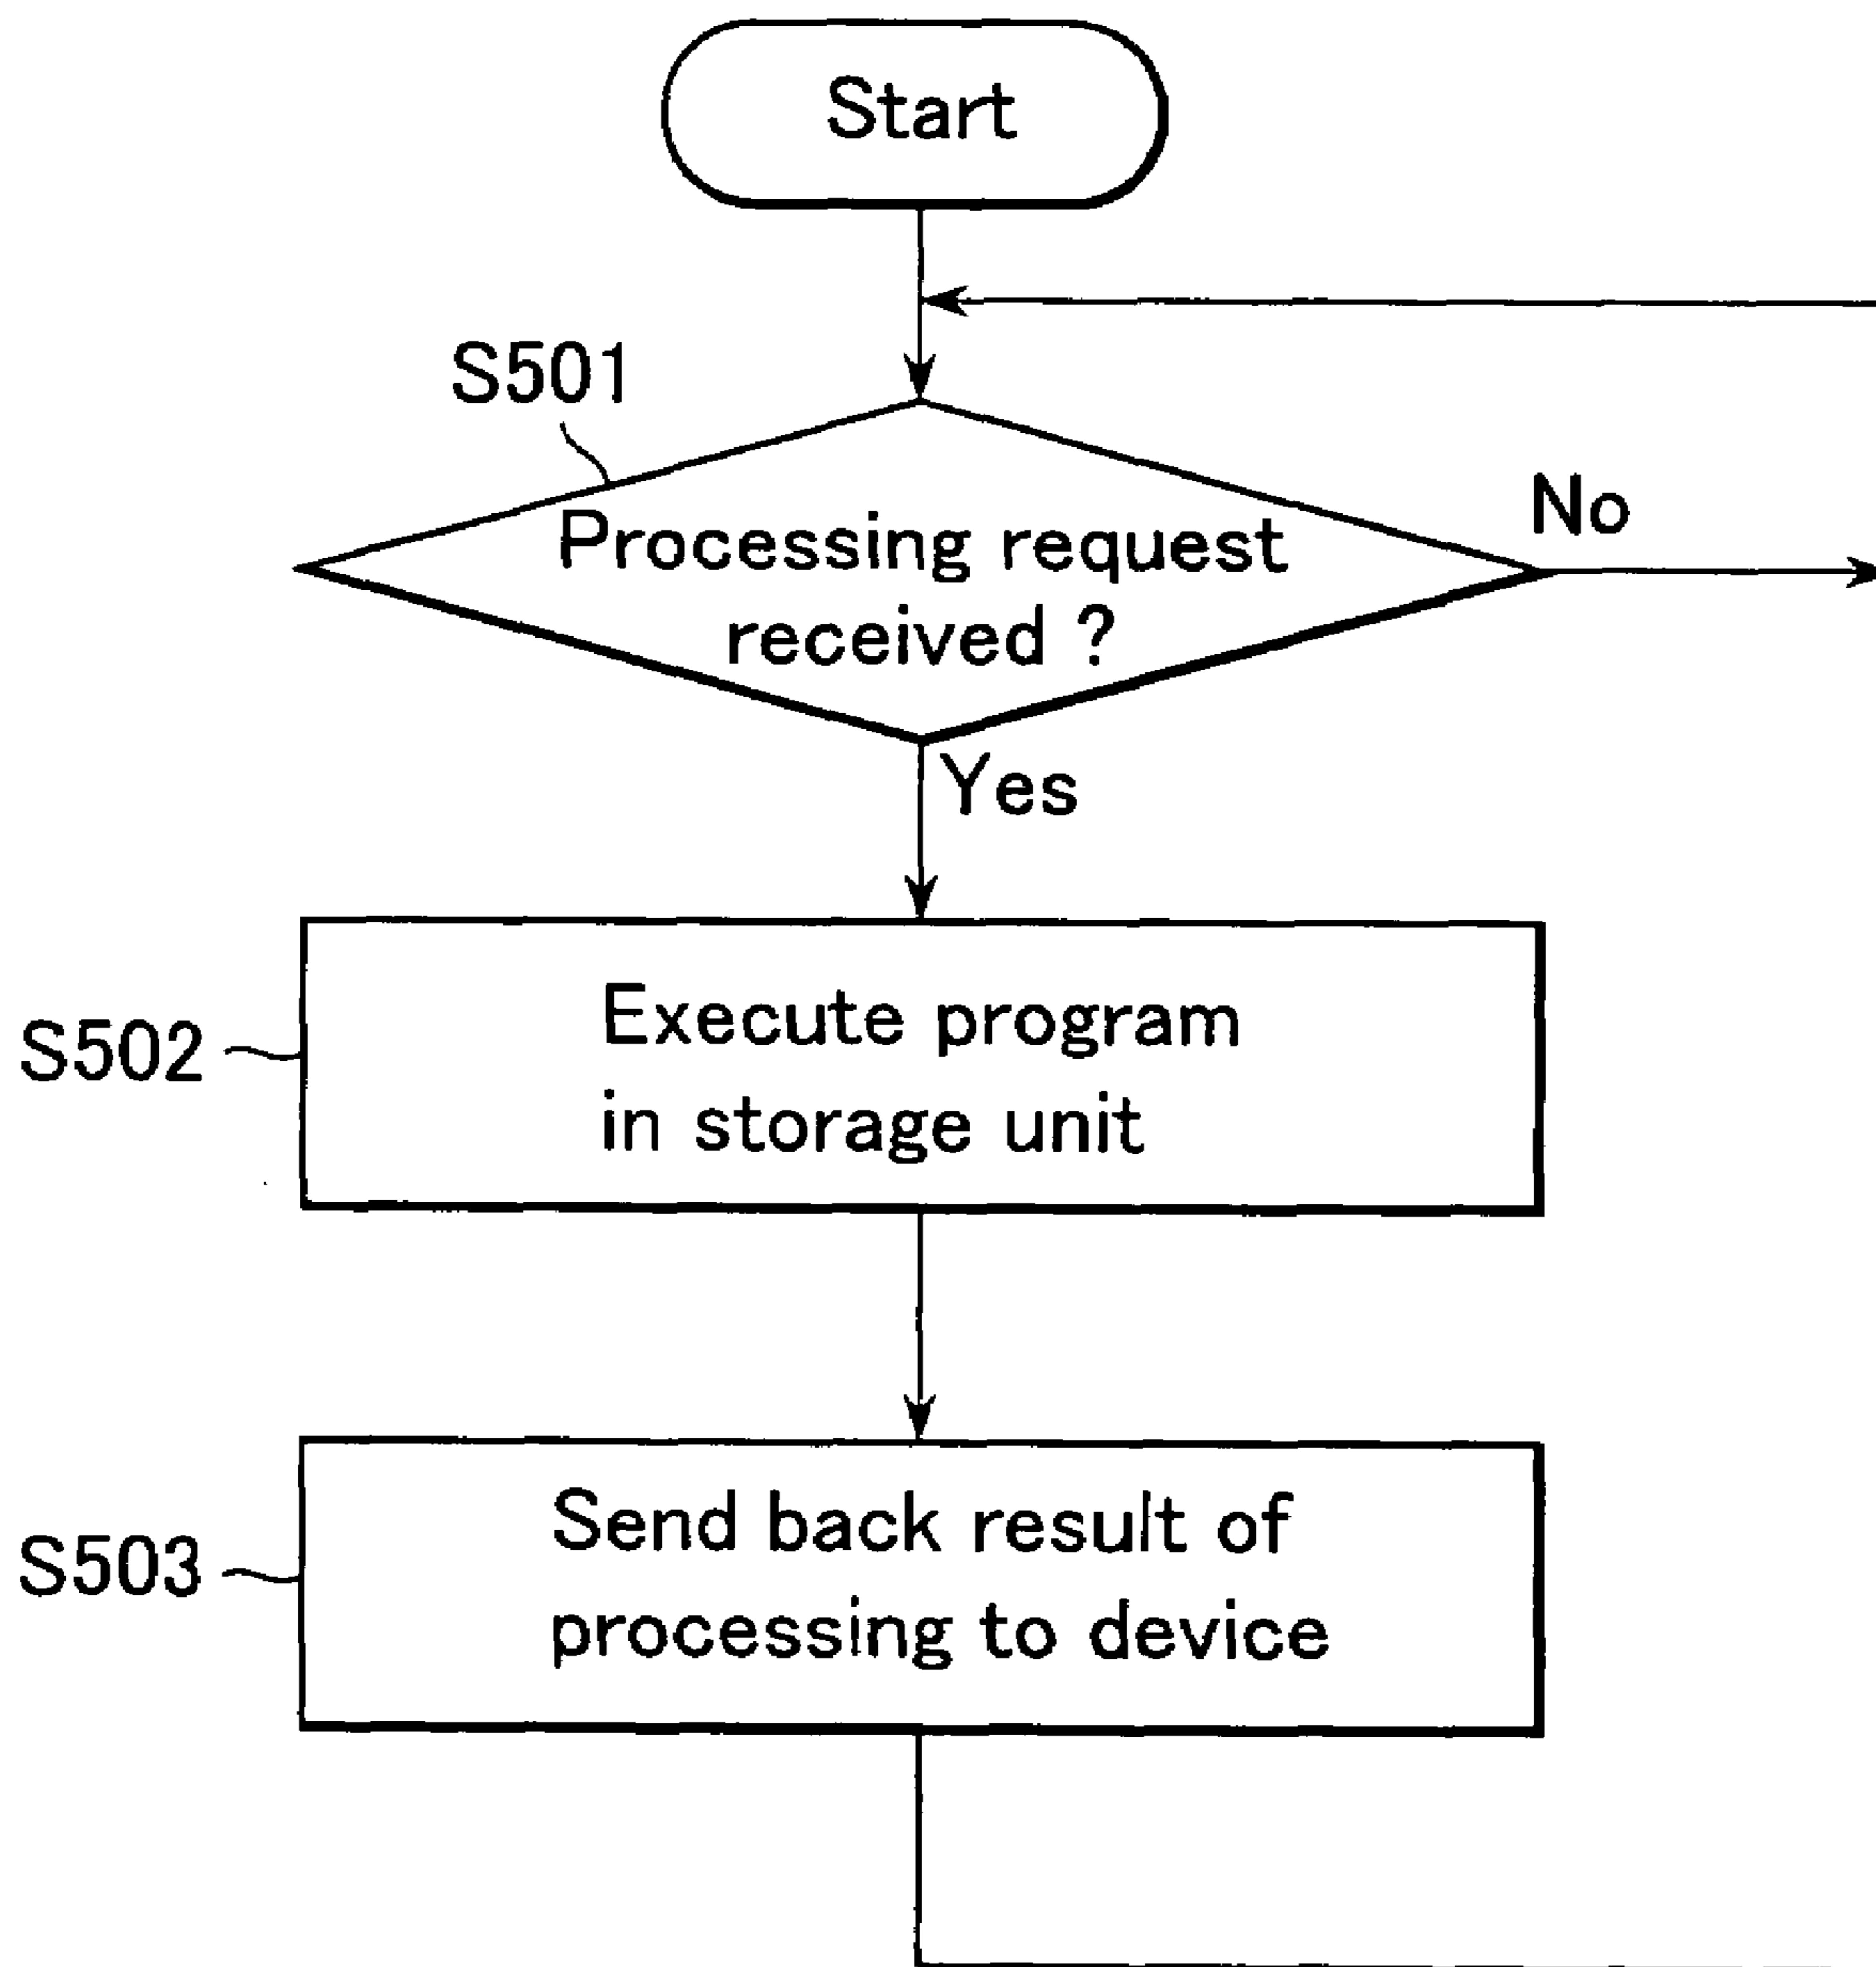 Start
S501
Processing request
received ?
No
Yes
S502
Execute program
in storage unit
S503
Send back result of
processing to device